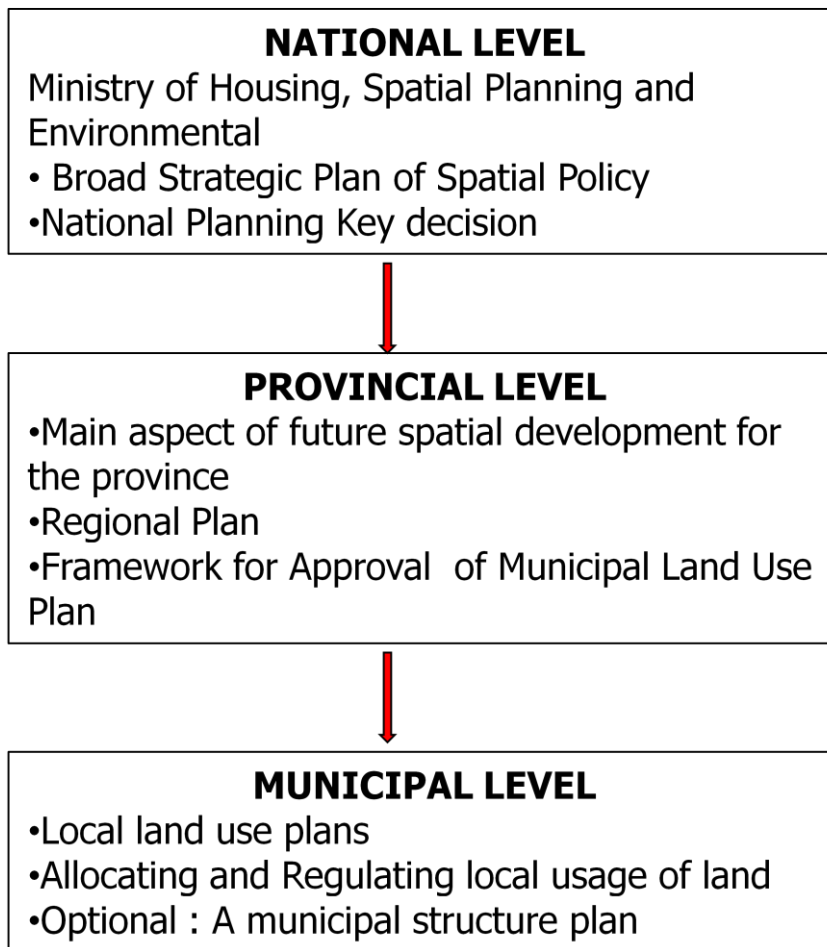 NATIONAL LEVEL
Ministry of Housing, Spatial Planning and
Environmental
• Broad Strategic Plan of Spatial Policy
•National Planning Key decision
PROVINCIAL LEVEL
•Main aspect of future spatial development for
the province
•Regional Plan
•Framework for Approval  of Municipal Land Use
Plan
MUNICIPAL LEVEL
•Local land use plans
•Allocating and Regulating local usage of land
•Optional : A municipal structure plan